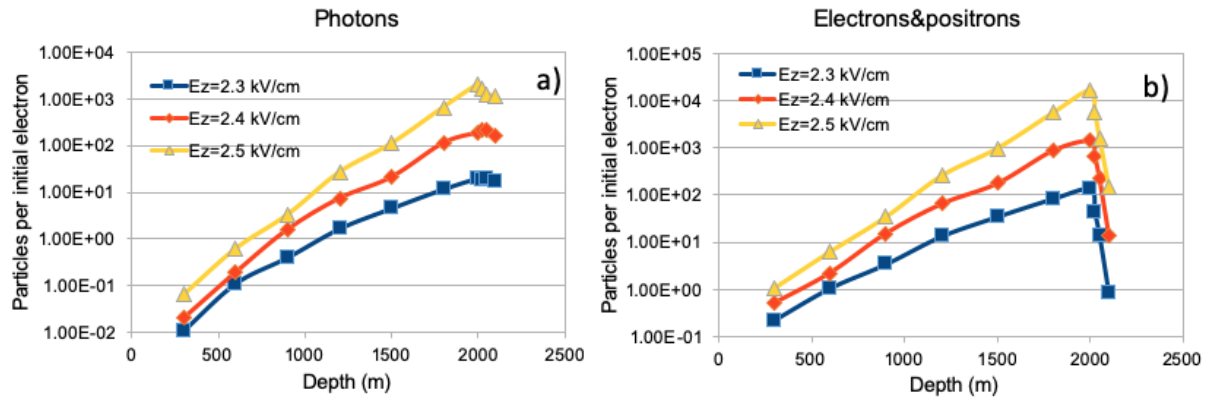 Photons
Particles per initial electron
1.00E+04
1.00E+03
1.00E+02
1.00E+01
1.00E+00
1.00E-01
1.00E-02
Ez=2.3 kV/cm
Ez=2.4 kV/cm
Ez=2.5 kV/cm
a)
0 500 1000 1500 2000 2500
Depth (m)
Electrons&positrons
Particles per initial electron
1.00E+05
1.00E+04
1.00E+03
1.00E+02
1.00E+01
1.00E+00
1.00E-01
Ez=2.3 kV/cm
Ez=2.4 kV/cm
Ez=2.5 kV/cm
b)
0 500 1000 1500 2000 2500
Depth (m)